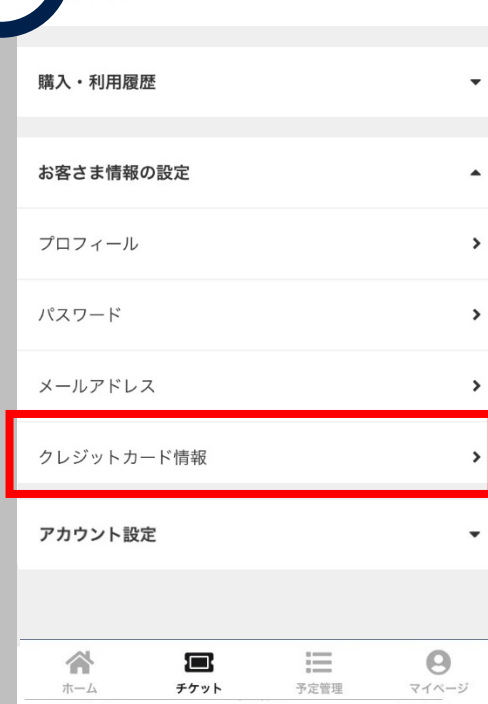 購入・利用履歴
お客さま情報の設定
プロフィール
パスワード
メールアドレス
クレジットカード情報
アカウント設定
ホーム
チケット
予定管理
マイページ